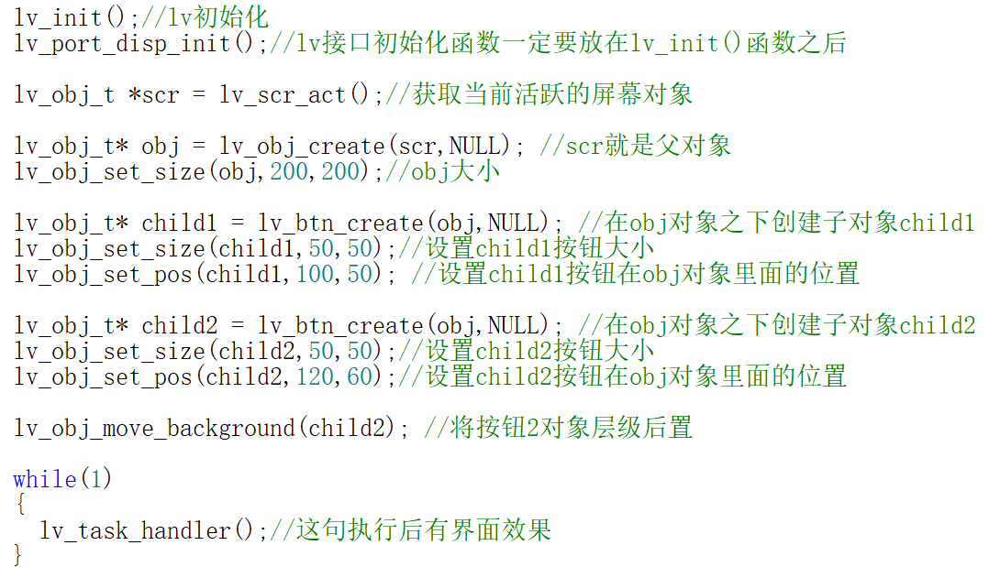 lv_init();//lv初始化
lv_port_disp_init();//lv接口初始化函数一定要放在lv_init()函数之后
lv_obj_t *scr = lv_scr_act();//获取当前活跃的屏幕对象
lv_obj_t* obj = lv_obj_create(scr,NULL); //scr就是父对象
lv_obj_set_size(obj,200,200);//obj大小
lv_obj_t* child1 = lv_btn_create(obj,NULL); //在obj对象之下创建子对象child1
lv_obj_set_size(child1,50,50);//设置child1按钮大小
lv_obj_set_pos(child1,100,50); //设置child1按钮在obj对象里面的位置
lv_obj_t* child2 = lv_btn_create(obj,NULL); //在obj对象之下创建子对象child2
lv_obj_set_size(child2,50,50);//设置child2按钮大小
lv_obj_set_pos(child2,120,60);//设置child2按钮在obj对象里面的位置
lv_obj_move_background(child2); //将按钮2对象层级后置
while(1)
{
lv_task_handler();//这句执行后有界面效果
}